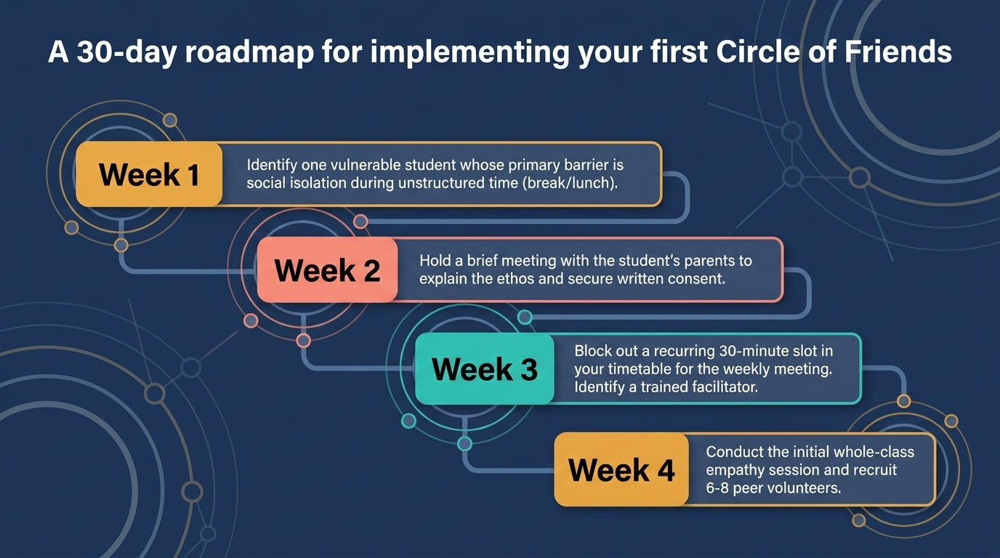 A 30-day roadmap for implementing your first Circle of Friends
Week 1
Identify one vulnerable student whose primary barrier is
social isolation during unstructured time (break/lunch).
Week 2
Hold a brief meeting with the student's parents to
explain the ethos and secure written consent.
Week 3
Block out a recurring 30-minute slot in
your timetable for the weekly meeting.
Identify a trained facilitator.
Week 4
Conduct the initial whole-class
empathy session and recruit
6-8 peer volunteers.